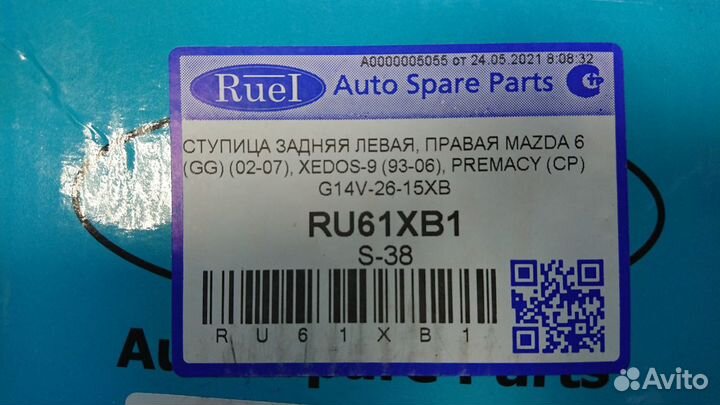 A0000005055 от 24.05.2021 8:08:32
Ruel Auto Spare Parts
СТУПИЦА ЗАДНЯЯ ЛЕВАЯ, ПРАВАЯ MAZDA 6
(GG) (02-07), XEDOS-9 (93-06), PREMACY (CP)
G14V-26-15XB
RU61XB1
S-38
R U 6 1 X B 1
Avito